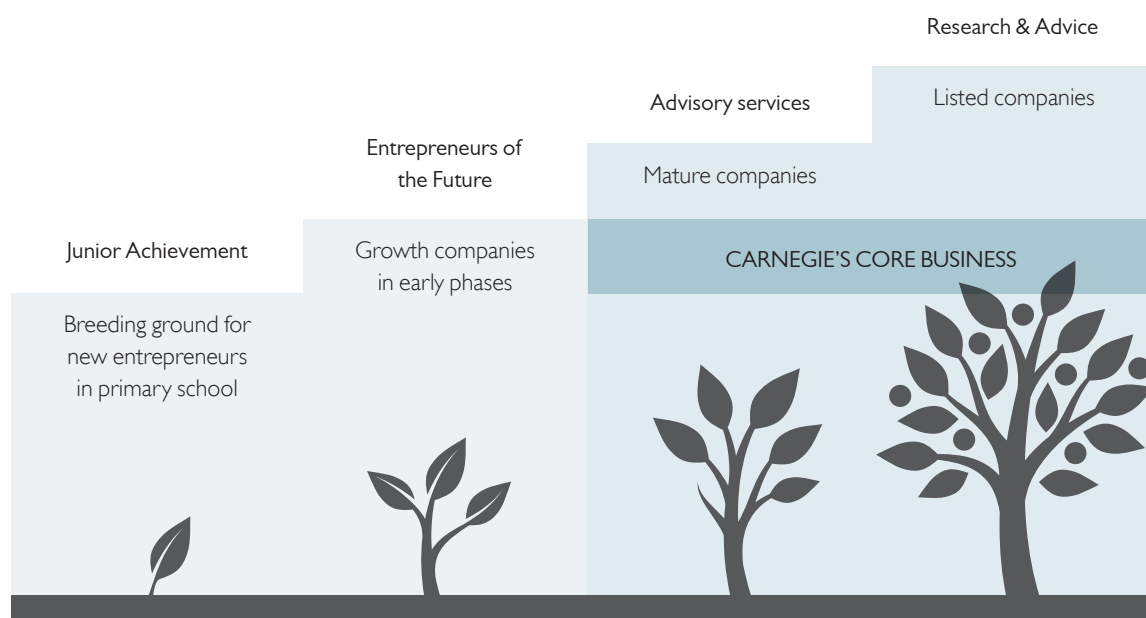 Junior Achievement
Breeding ground for
new entrepreneurs
in primary school
Entrepreneurs of
the Future
Growth companies
in early phases
Advisory services
Mature companies
Research & Advice
Listed companies
CARNEGIE'S CORE BUSINESS